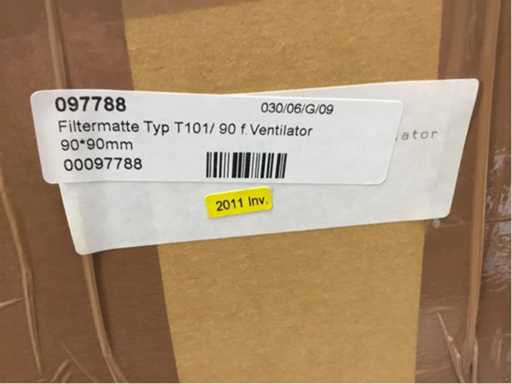 097788 030/06/G/09
Filtermatte Typ T101/ 90 f.Ventilator
90*90mm
00097788
2011 Inv.